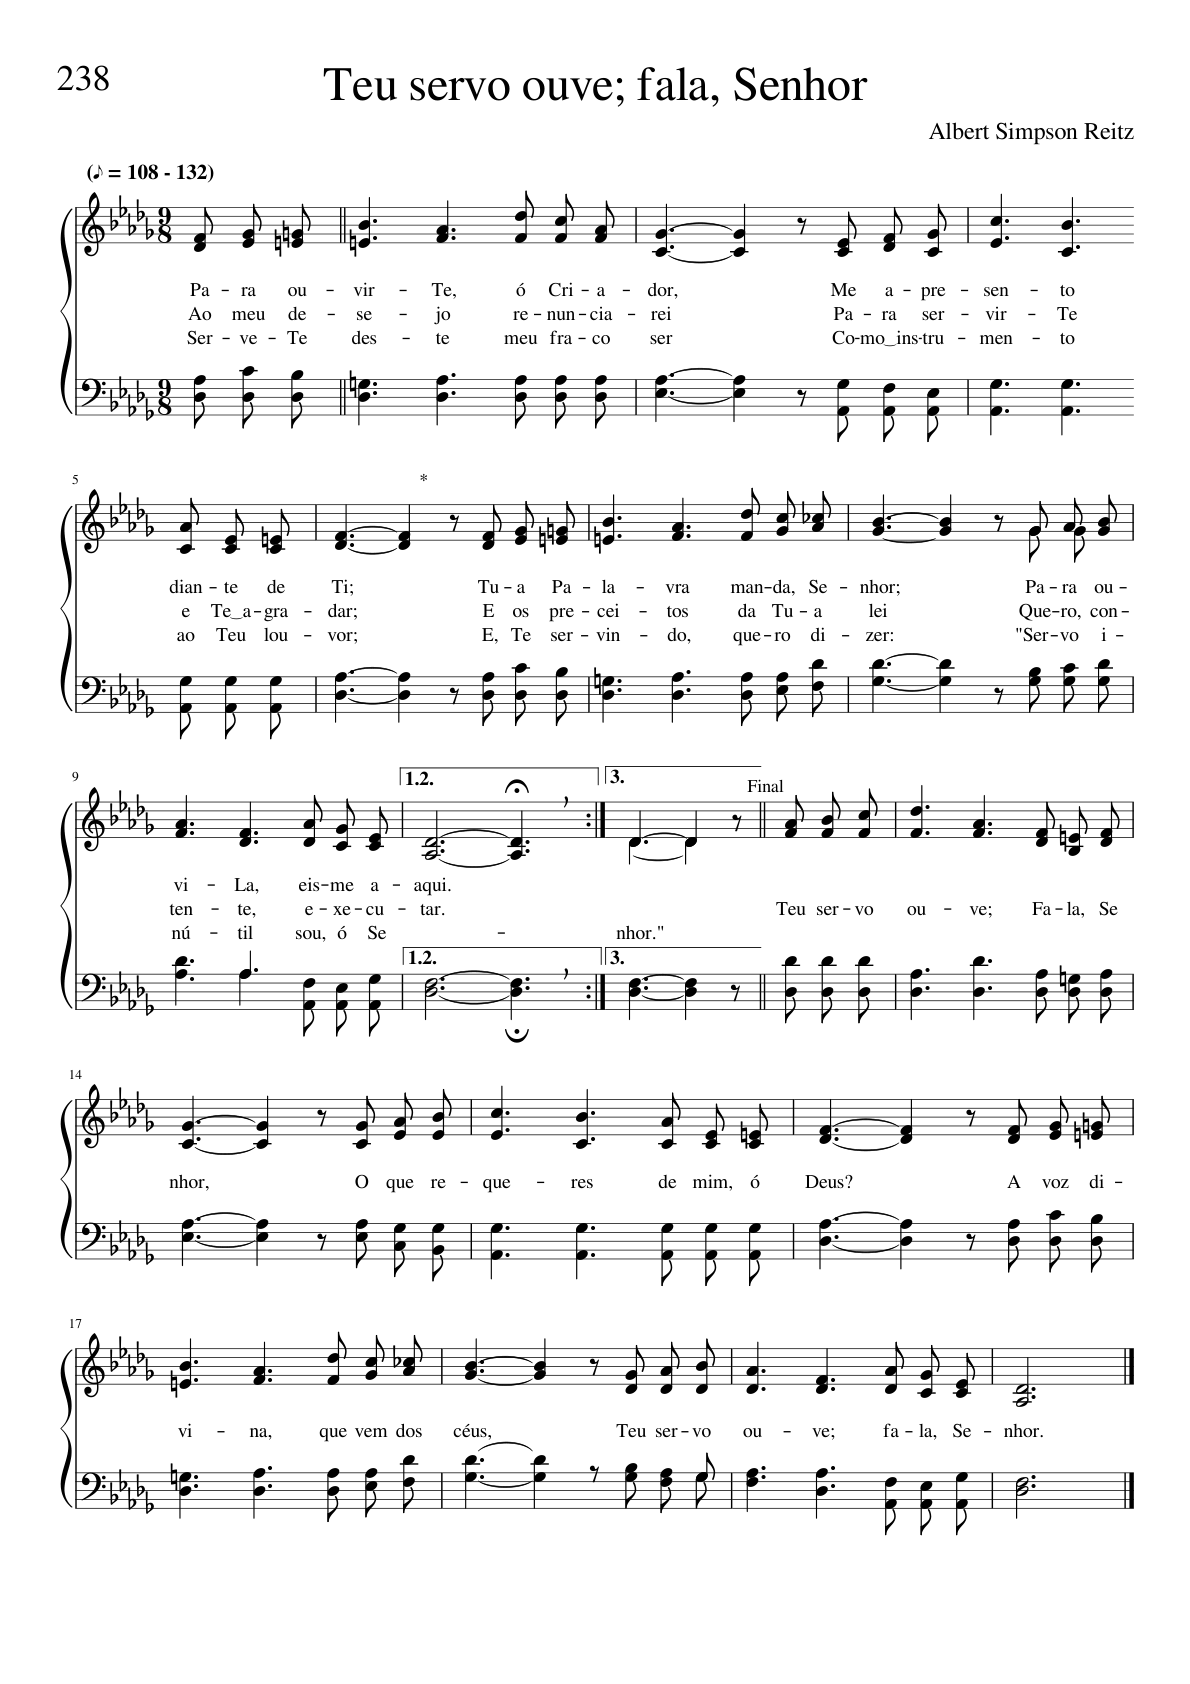 238
Teu servo ouve; fala, Senhor
Albert Simpson Reitz
(♪ = 108 - 132)
9 8
Pa - ra ou - vir - Te, ó Cri - a - dor, Me a - pre - sen - to
Ao meu de - se - jo re - nun - cia - rei Pa - ra ser - vir - Te
Ser - ve - Te des - te meu fra - co ser Co - mo‿ins - tru - men - to
9 8
5
*
dian - te de Ti; Tu - a Pa - la - vra man - da, Se - nhor; Pa - ra ou -
e Te‿a - gra - dar; E os pre - cei - tos da Tu - a lei Que - ro, con -
ao Teu lou - vor; E, Te ser - vin - do, que - ro di - zer: "Ser - vo i -
9
1.2.
3.
Final
vi - La, eis - me a - aqui.
ten - te, e - xe - cu - tar. Teu ser - vo ou - ve; Fa - la, Se
nú - til sou, ó Se - nhor."
1.2.
3.
14
nhor, O que re - que - res de mim, ó Deus? A voz di -
17
vi - na, que vem dos céus, Teu ser - vo ou - ve; fa - la, Se - nhor.